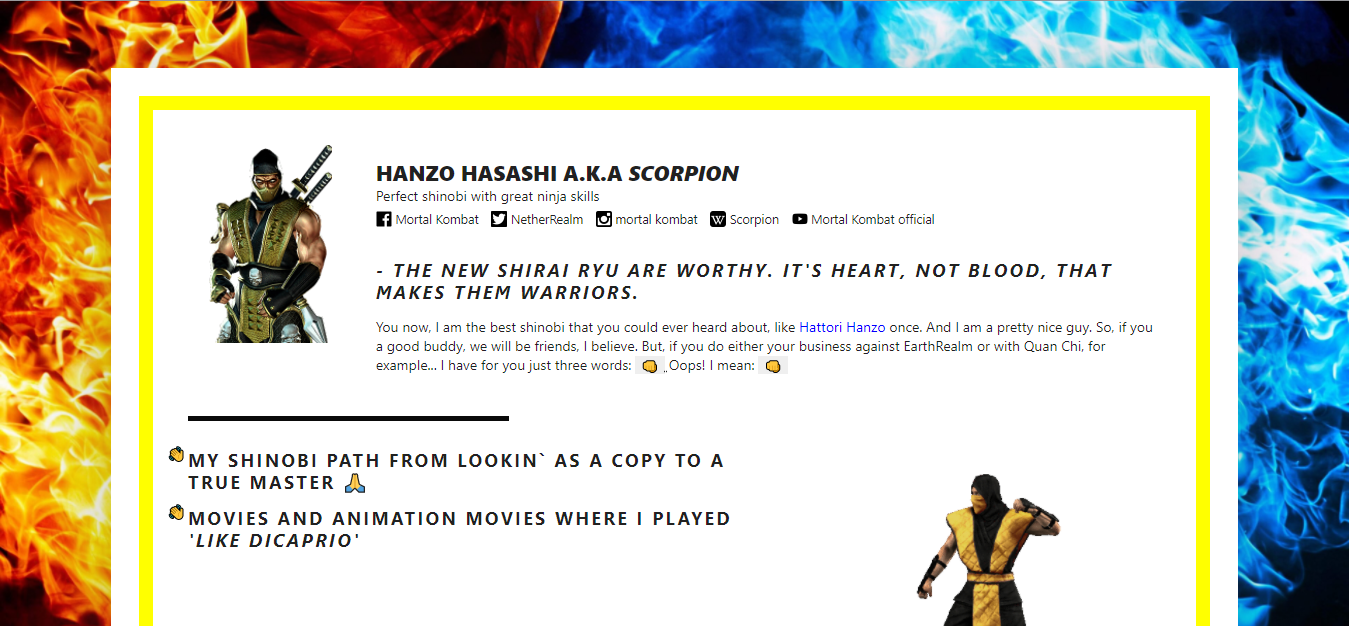 HANZO HASASHI A.K.A SCORPION
Perfect shinobi with great ninja skills
Mortal Kombat NetherRealm mortal kombat Scorpion Mortal Kombat official
- THE NEW SHIRAI RYU ARE WORTHY. IT'S HEART, NOT BLOOD, THAT
MAKES THEM WARRIORS.
You now, I am the best shinobi that you could ever heard about, like Hattori Hanzo once. And I am a pretty nice guy. So, if you
a good buddy, we will be friends, I believe. But, if you do either your business against EarthRealm or with Quan Chi, for
example... I have for you just three words: 👊 Oops! I mean: 👊
MY SHINOBI PATH FROM LOOKIN` AS A COPY TO A
TRUE MASTER 🙏
MOVIES AND ANIMATION MOVIES WHERE I PLAYED
'LIKE DICAPRIO'